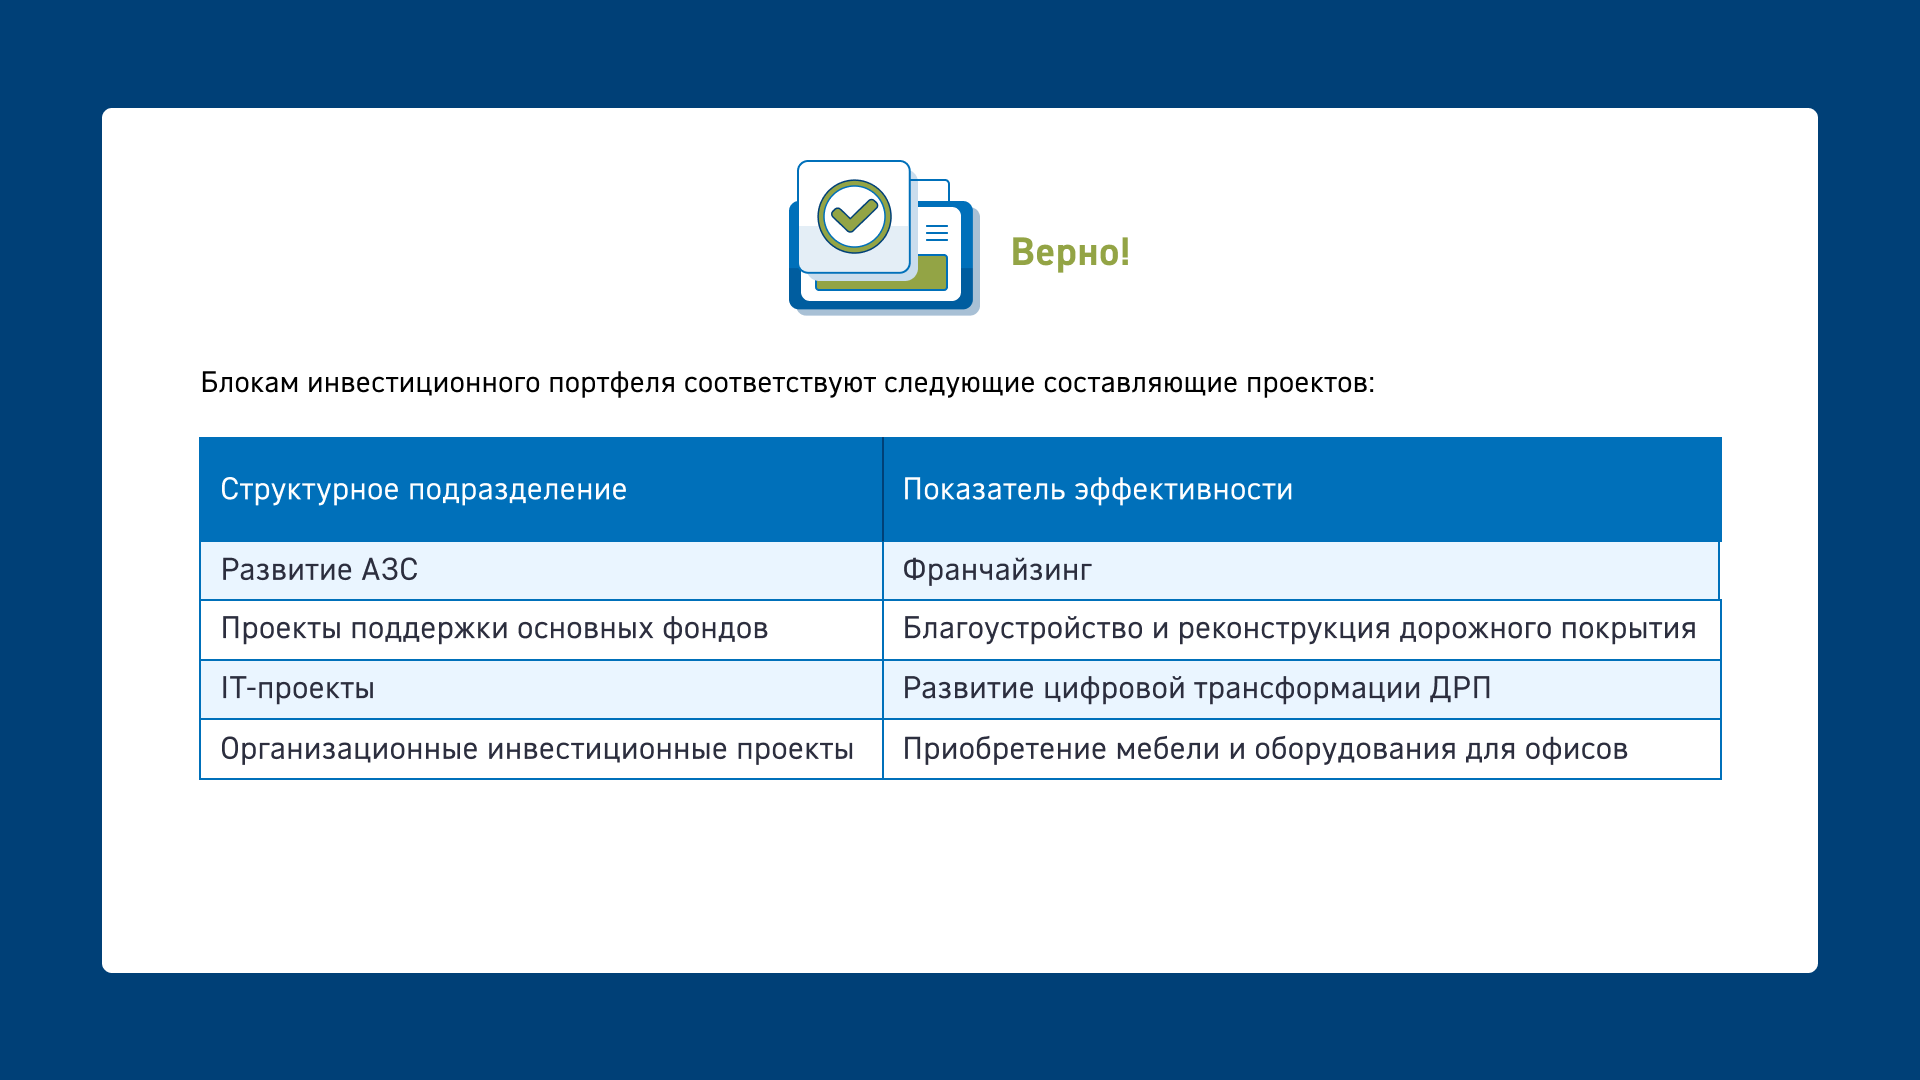 Верно!
Блокам инвестиционного портфеля соответствуют следующие составляющие проектов:
Структурное подразделение
Показатель эффективности
Развитие АЗС
Франчайзинг
Проекты поддержки основных фондов
Благоустройство и реконструкция дорожного покрытия
IT-проекты
Развитие цифровой трансформации ДРП
Организационные инвестиционные проекты
Приобретение мебели и оборудования для офисов